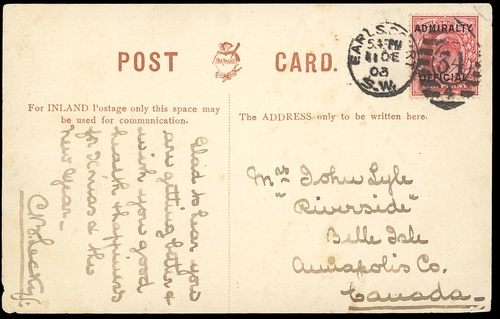 POST CARD.
For INLAND Postage only this space may
be used for communication.
The ADDRESS only to be written here.
ADMIRALTY
OFFICIAL
EARLS COURT
5.45 PM
11 DE
03
S.W.
34
Glad to hear you
are getting better &
wish you good
health & happiness
for Xmas & the
New Year—
Mrs John Lyle
"Riverside"
Belle Isle
Annapolis Co.
Canada—